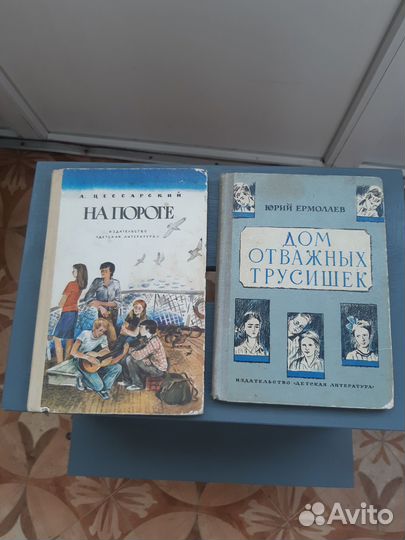 А. ЦЕССАРСКИЙ
НА ПОРОГЕ
ИЗДАТЕЛЬСТВО
«ДЕТСКАЯ ЛИТЕРАТУРА»
ЮРИЙ ЕРМОЛАЕВ
ДОМ
ОТВАЖНЫХ
ТРУСИШЕК
ИЗДАТЕЛЬСТВО «ДЕТСКАЯ ЛИТЕРАТУРА»
Avito